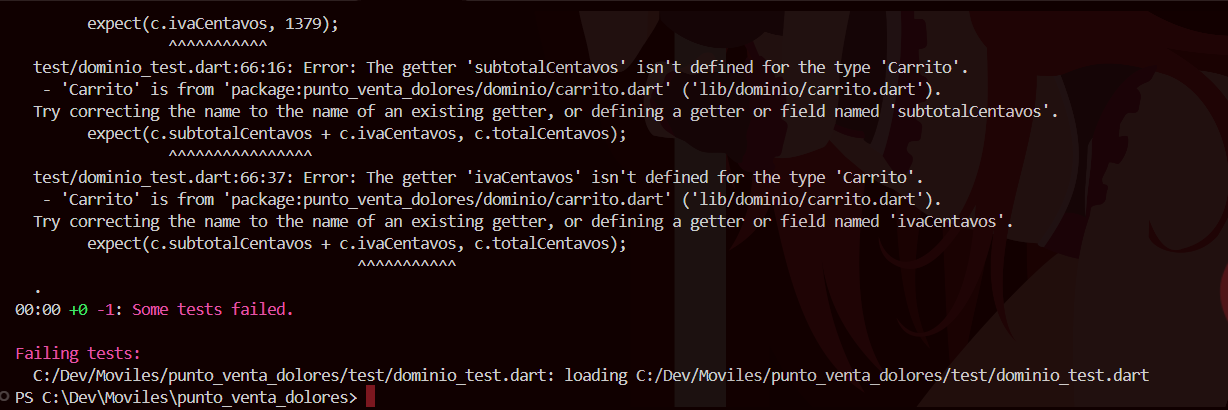 expect(c.ivaCentavos, 1379);
^^^^^^^^^^^
test/dominio_test.dart:66:16: Error: The getter 'subtotalCentavos' isn't defined for the type 'Carrito'.
- 'Carrito' is from 'package:punto_venta_dolores/dominio/carrito.dart' ('lib/dominio/carrito.dart').
Try correcting the name to the name of an existing getter, or defining a getter or field named 'subtotalCentavos'.
expect(c.subtotalCentavos + c.ivaCentavos, c.totalCentavos);
^^^^^^^^^^^^^^^^
test/dominio_test.dart:66:37: Error: The getter 'ivaCentavos' isn't defined for the type 'Carrito'.
- 'Carrito' is from 'package:punto_venta_dolores/dominio/carrito.dart' ('lib/dominio/carrito.dart').
Try correcting the name to the name of an existing getter, or defining a getter or field named 'ivaCentavos'.
expect(c.subtotalCentavos + c.ivaCentavos, c.totalCentavos);
^^^^^^^^^^^
.
00:00 +0 -1: Some tests failed.
Failing tests:
C:/Dev/Moviles/punto_venta_dolores/test/dominio_test.dart: loading C:/Dev/Moviles/punto_venta_dolores/test/dominio_test.dart
PS C:\Dev\Moviles\punto_venta_dolores>